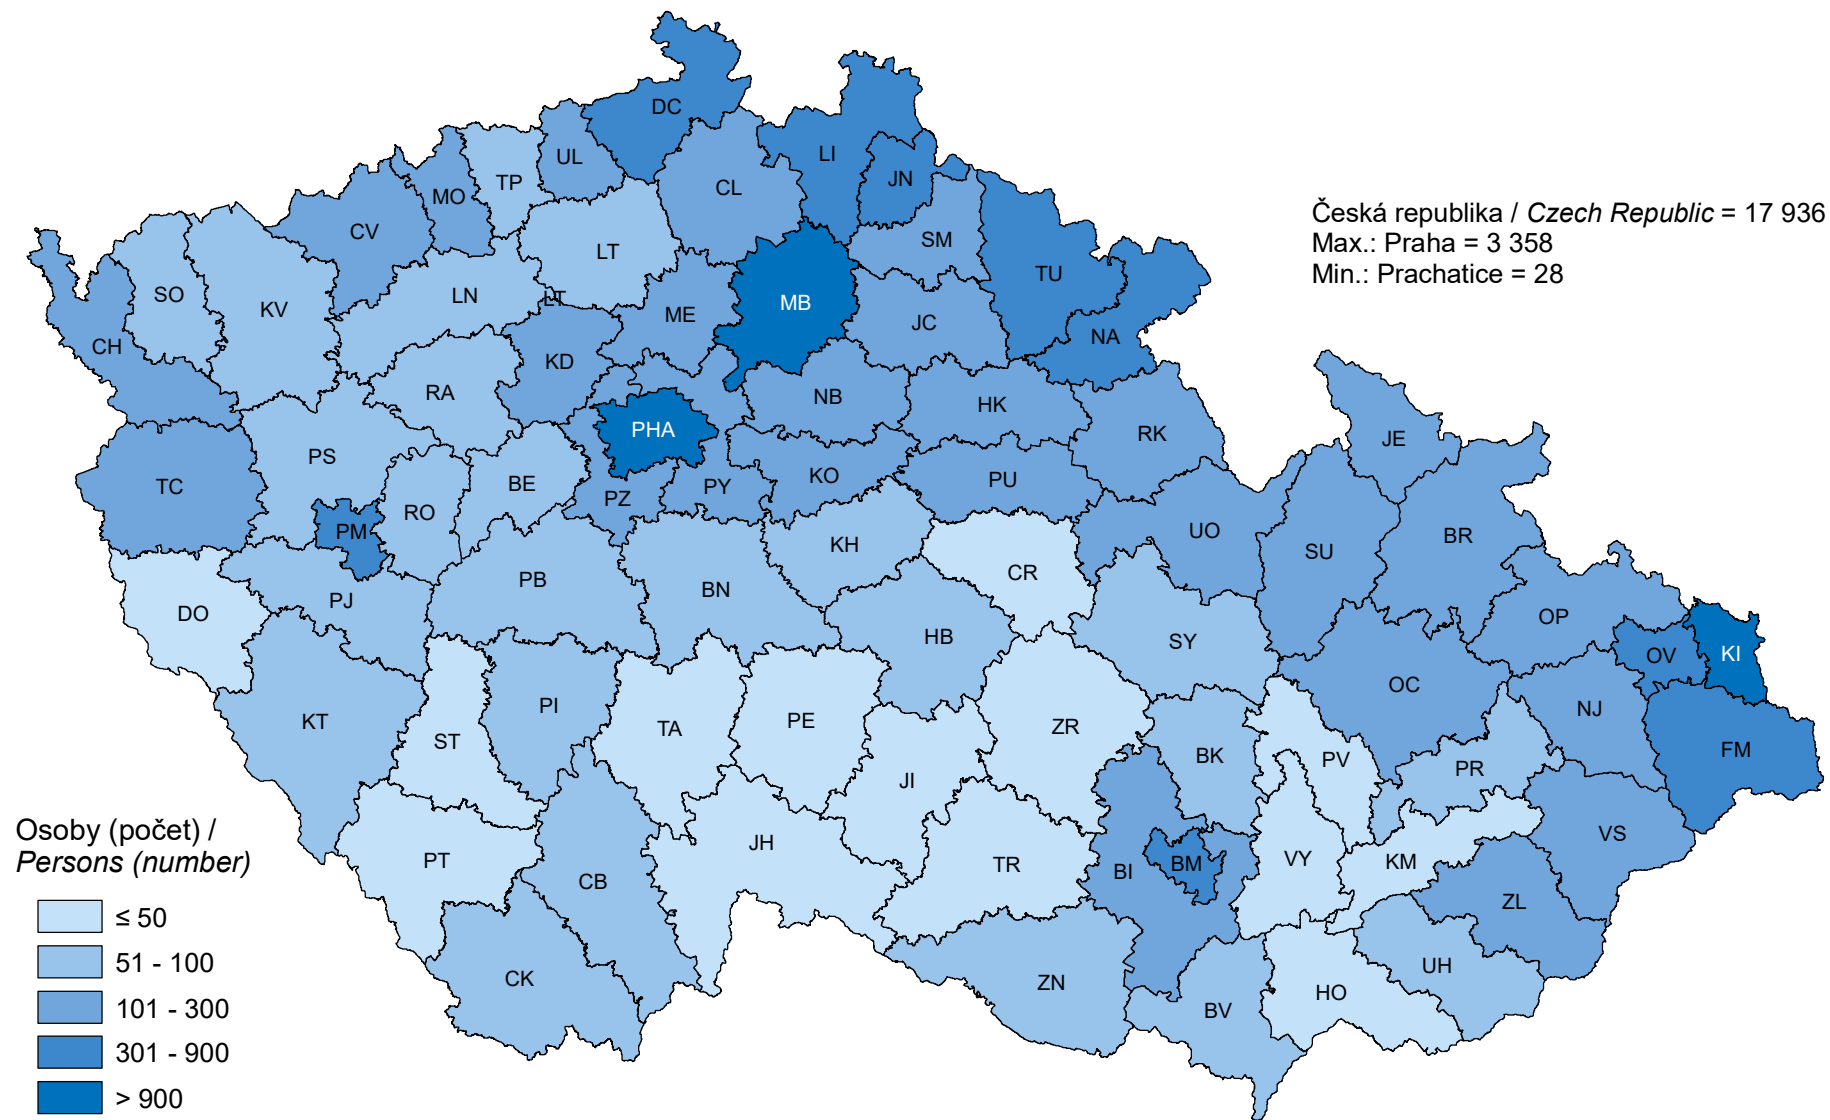 DC
UL
TP
LI
JN
CL
MO
CV
SM
LT
TU
SO
KV
LN
LT
MB
ME
JC
NA
CH
KD
RA
NB
HK
PHA
RK
JE
PS
TC
BE
PZ
PY
KO
PU
RO
PM
UO
BR
SU
KH
CR
PB
BN
PJ
DO
HB
SY
OP
OV
KI
OC
KT
PI
NJ
ST
TA
PE
ZR
FM
BK
PV
PR
JI
VS
PT
JH
TR
BI
BM
VY
KM
CB
ZL
CK
ZN
UH
HO
BV
Česká republika / Czech Republic = 17 936
Max.: Praha = 3 358
Min.: Prachatice = 28
Osoby (počet) /
Persons (number)
≤ 50
51 - 100
101 - 300
301 - 900
> 900